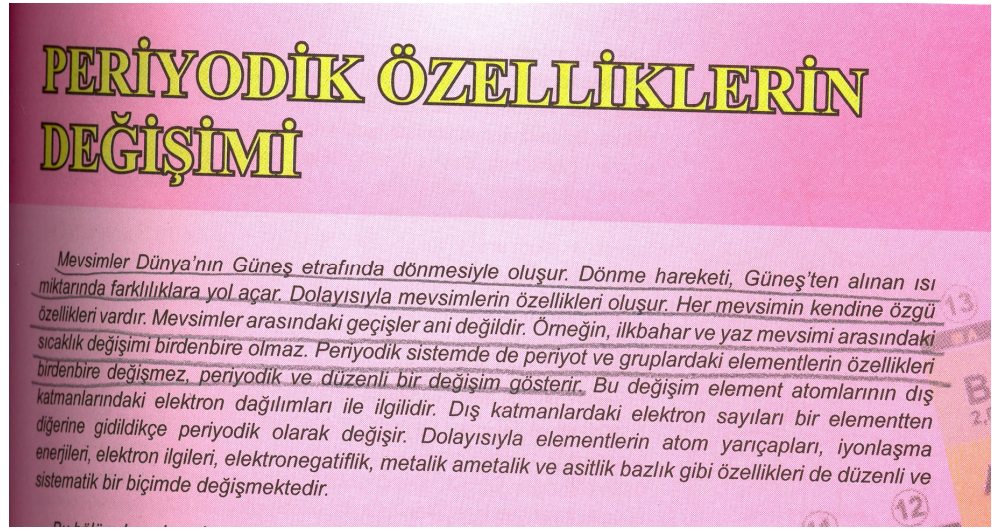 PERİYODİK ÖZELLİKLERİN
DEĞİŞİMİ
Mevsimler Dünya'nın Güneş etrafında dönmesiyle oluşur. Dönme hareketi, Güneş'ten alınan ısı
miktarında farklılıklara yol açar. Dolayısıyla mevsimlerin özellikleri oluşur. Her mevsimin kendine özgü
özellikleri vardır. Mevsimler arasındaki geçişler ani değildir. Örneğin, ilkbahar ve yaz mevsimi arasındaki
sıcaklık değişimi birdenbire olmaz. Periyodik sistemde de periyot ve gruplardaki elementlerin özellikleri
birdenbire değişmez, periyodik ve düzenli bir değişim gösterir. Bu değişim element atomlarının dış
katmanlarındaki elektron dağılımları ile ilgilidir. Dış katmanlardaki elektron sayıları bir elementten
diğerine gidildikçe periyodik olarak değişir. Dolayısıyla elementlerin atom yarıçapları, iyonlaşma
enerjileri, elektron ilgileri, elektronegatiflik, metalik ametalik ve asitlik bazlık gibi özellikleri de düzenli ve
sistematik bir biçimde değişmektedir.
13
B
12